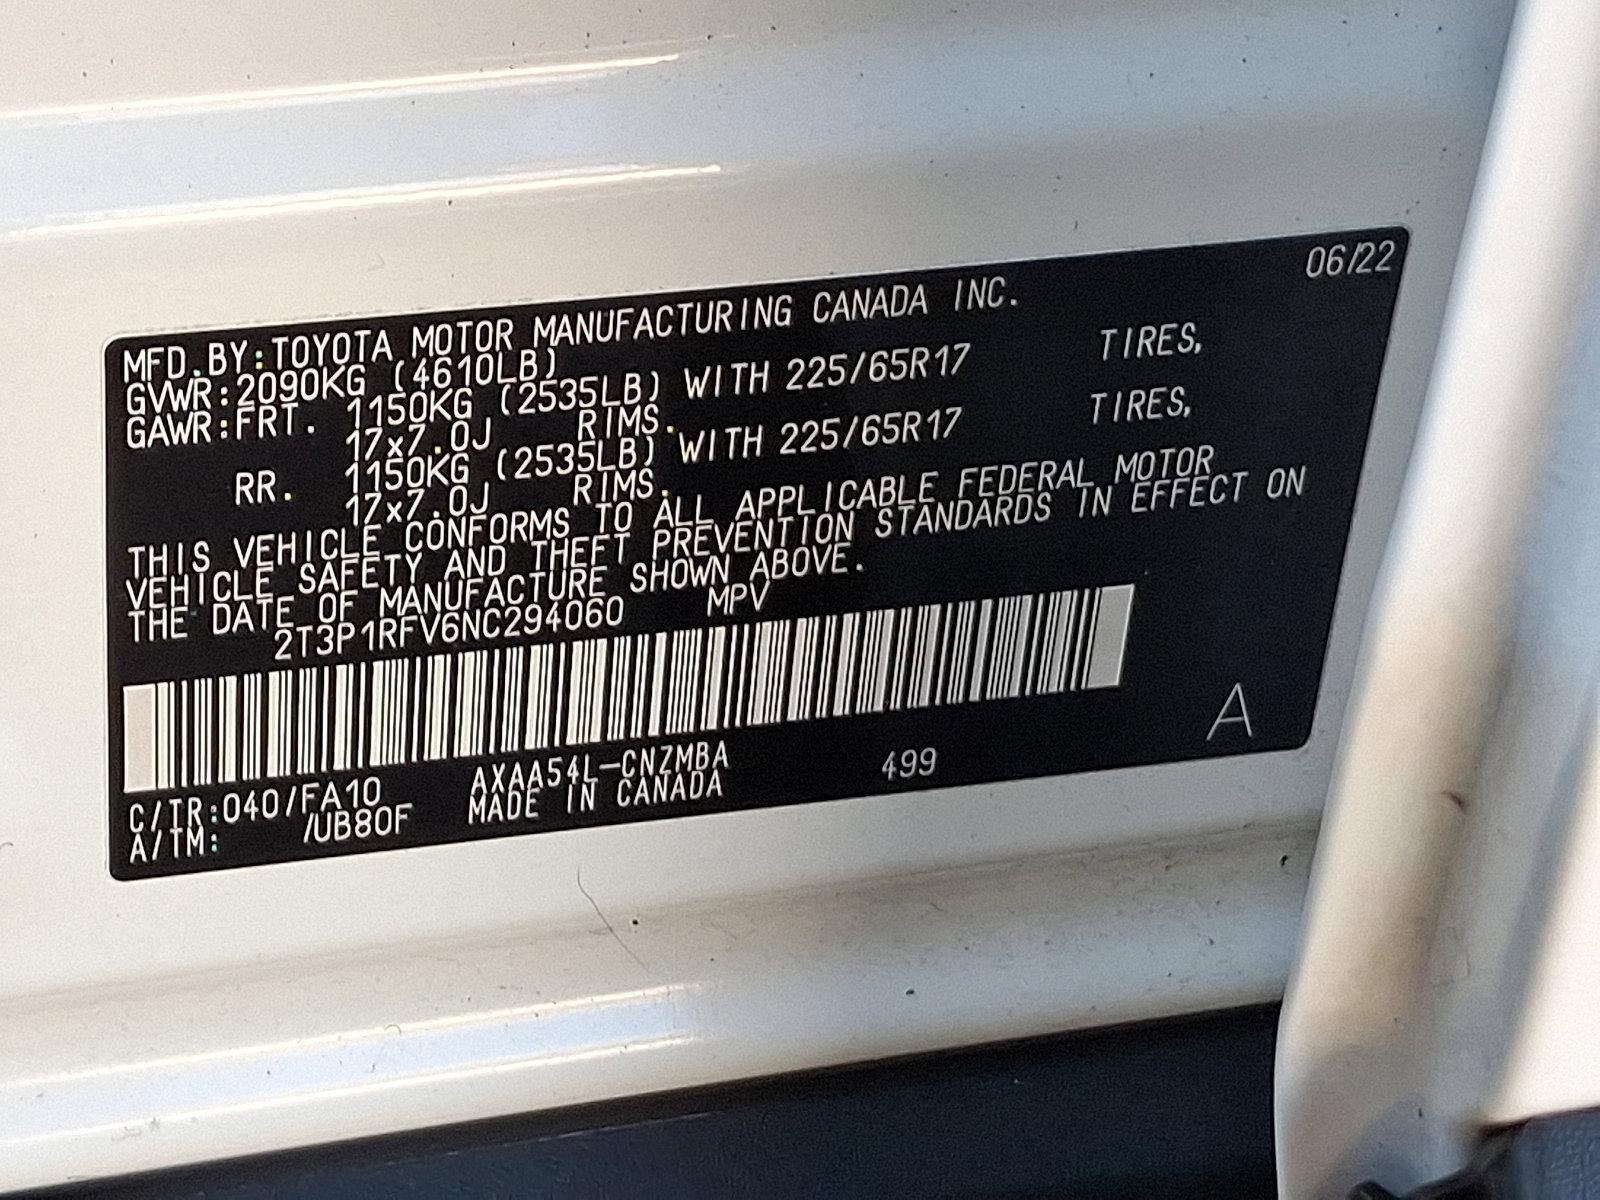 06/22
MFD.BY:TOYOTA MOTOR MANUFACTURING CANADA INC.
GVWR:2090KG (4610LB)
GAWR:FRT. 1150KG (2535LB) WITH 225/65R17 TIRES,
17x7.0J RIMS.
RR. 1150KG (2535LB) WITH 225/65R17 TIRES,
17x7.0J RIMS.
THIS VEHICLE CONFORMS TO ALL APPLICABLE FEDERAL MOTOR
VEHICLE SAFETY AND THEFT PREVENTION STANDARDS IN EFFECT ON
THE DATE OF MANUFACTURE SHOWN ABOVE.
2T3P1RFV6NC294060 MPV
A
C/TR:040/FA10 AXAA54L-CNZMBA 499
A/TM: /UB80F MADE IN CANADA